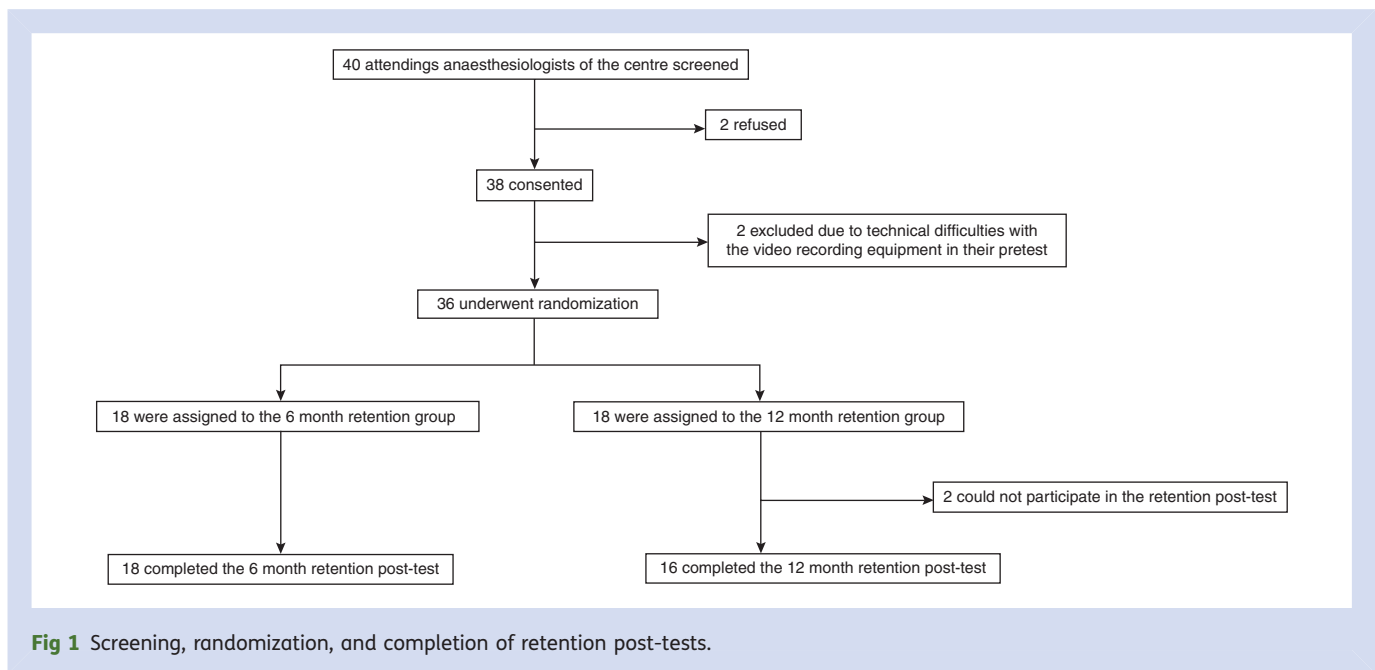 40 attendings anaesthesiologists of the centre screened
2 refused
38 consented
2 excluded due to technical difficulties with
the video recording equipment in their pretest
36 underwent randomization
18 were assigned to the 6 month retention group
18 were assigned to the 12 month retention group
2 could not participate in the retention post-test
18 completed the 6 month retention post-test
16 completed the 12 month retention post-test
Fig 1 Screening, randomization, and completion of retention post-tests.